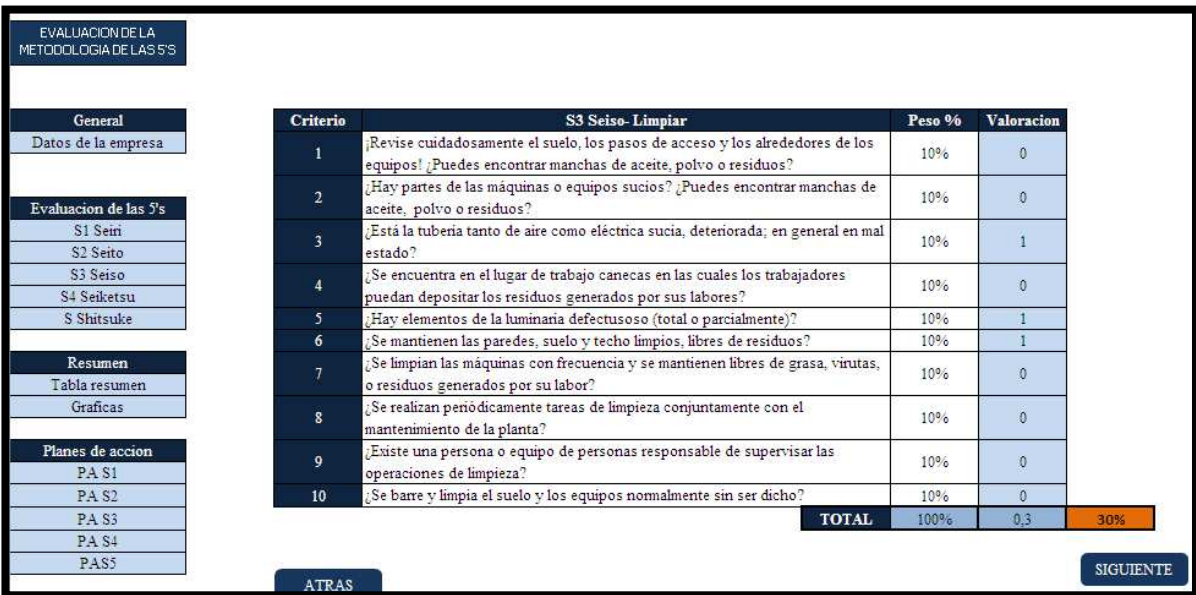 EVALUACION DE LA
METODOLOGIA DE LAS 5'S
General
Datos de la empresa
Evaluacion de las 5's
S1 Seiri
S2 Seito
S3 Seiso
S4 Seiketsu
S Shitsuke
Resumen
Tabla resumen
Graficas
Planes de accion
PA S1
PA S2
PA S3
PA S4
PAS5
Criterio S3 Seiso- Limpiar Peso % Valoracion
1 ¡Revise cuidadosamente el suelo, los pasos de acceso y los alrededores de los
equipos! ¿Puedes encontrar manchas de aceite, polvo o residuos? 10% 0
2 ¿Hay partes de las máquinas o equipos sucios? ¿Puedes encontrar manchas de
aceite, polvo o residuos? 10% 0
3 ¿Está la tubería tanto de aire como eléctrica sucia, deteriorada; en general en mal
estado? 10% 1
4 ¿Se encuentra en el lugar de trabajo canecas en las cuales los trabajadores
puedan depositar los residuos generados por sus labores? 10% 0
5 ¿Hay elementos de la luminaria defectusoso (total o parcialmente)? 10% 1
6 ¿Se mantienen las paredes, suelo y techo limpios, libres de residuos? 10% 1
7 ¿Se limpian las máquinas con frecuencia y se mantienen libres de grasa, virutas,
o residuos generados por su labor? 10% 0
8 ¿Se realizan periódicamente tareas de limpieza conjuntamente con el
mantenimiento de la planta? 10% 0
9 ¿Existe una persona o equipo de personas responsable de supervisar las
operaciones de limpieza? 10% 0
10 ¿Se barre y limpia el suelo y los equipos normalmente sin ser dicho? 10% 0
TOTAL 100% 0,3 30%
ATRAS
SIGUIENTE